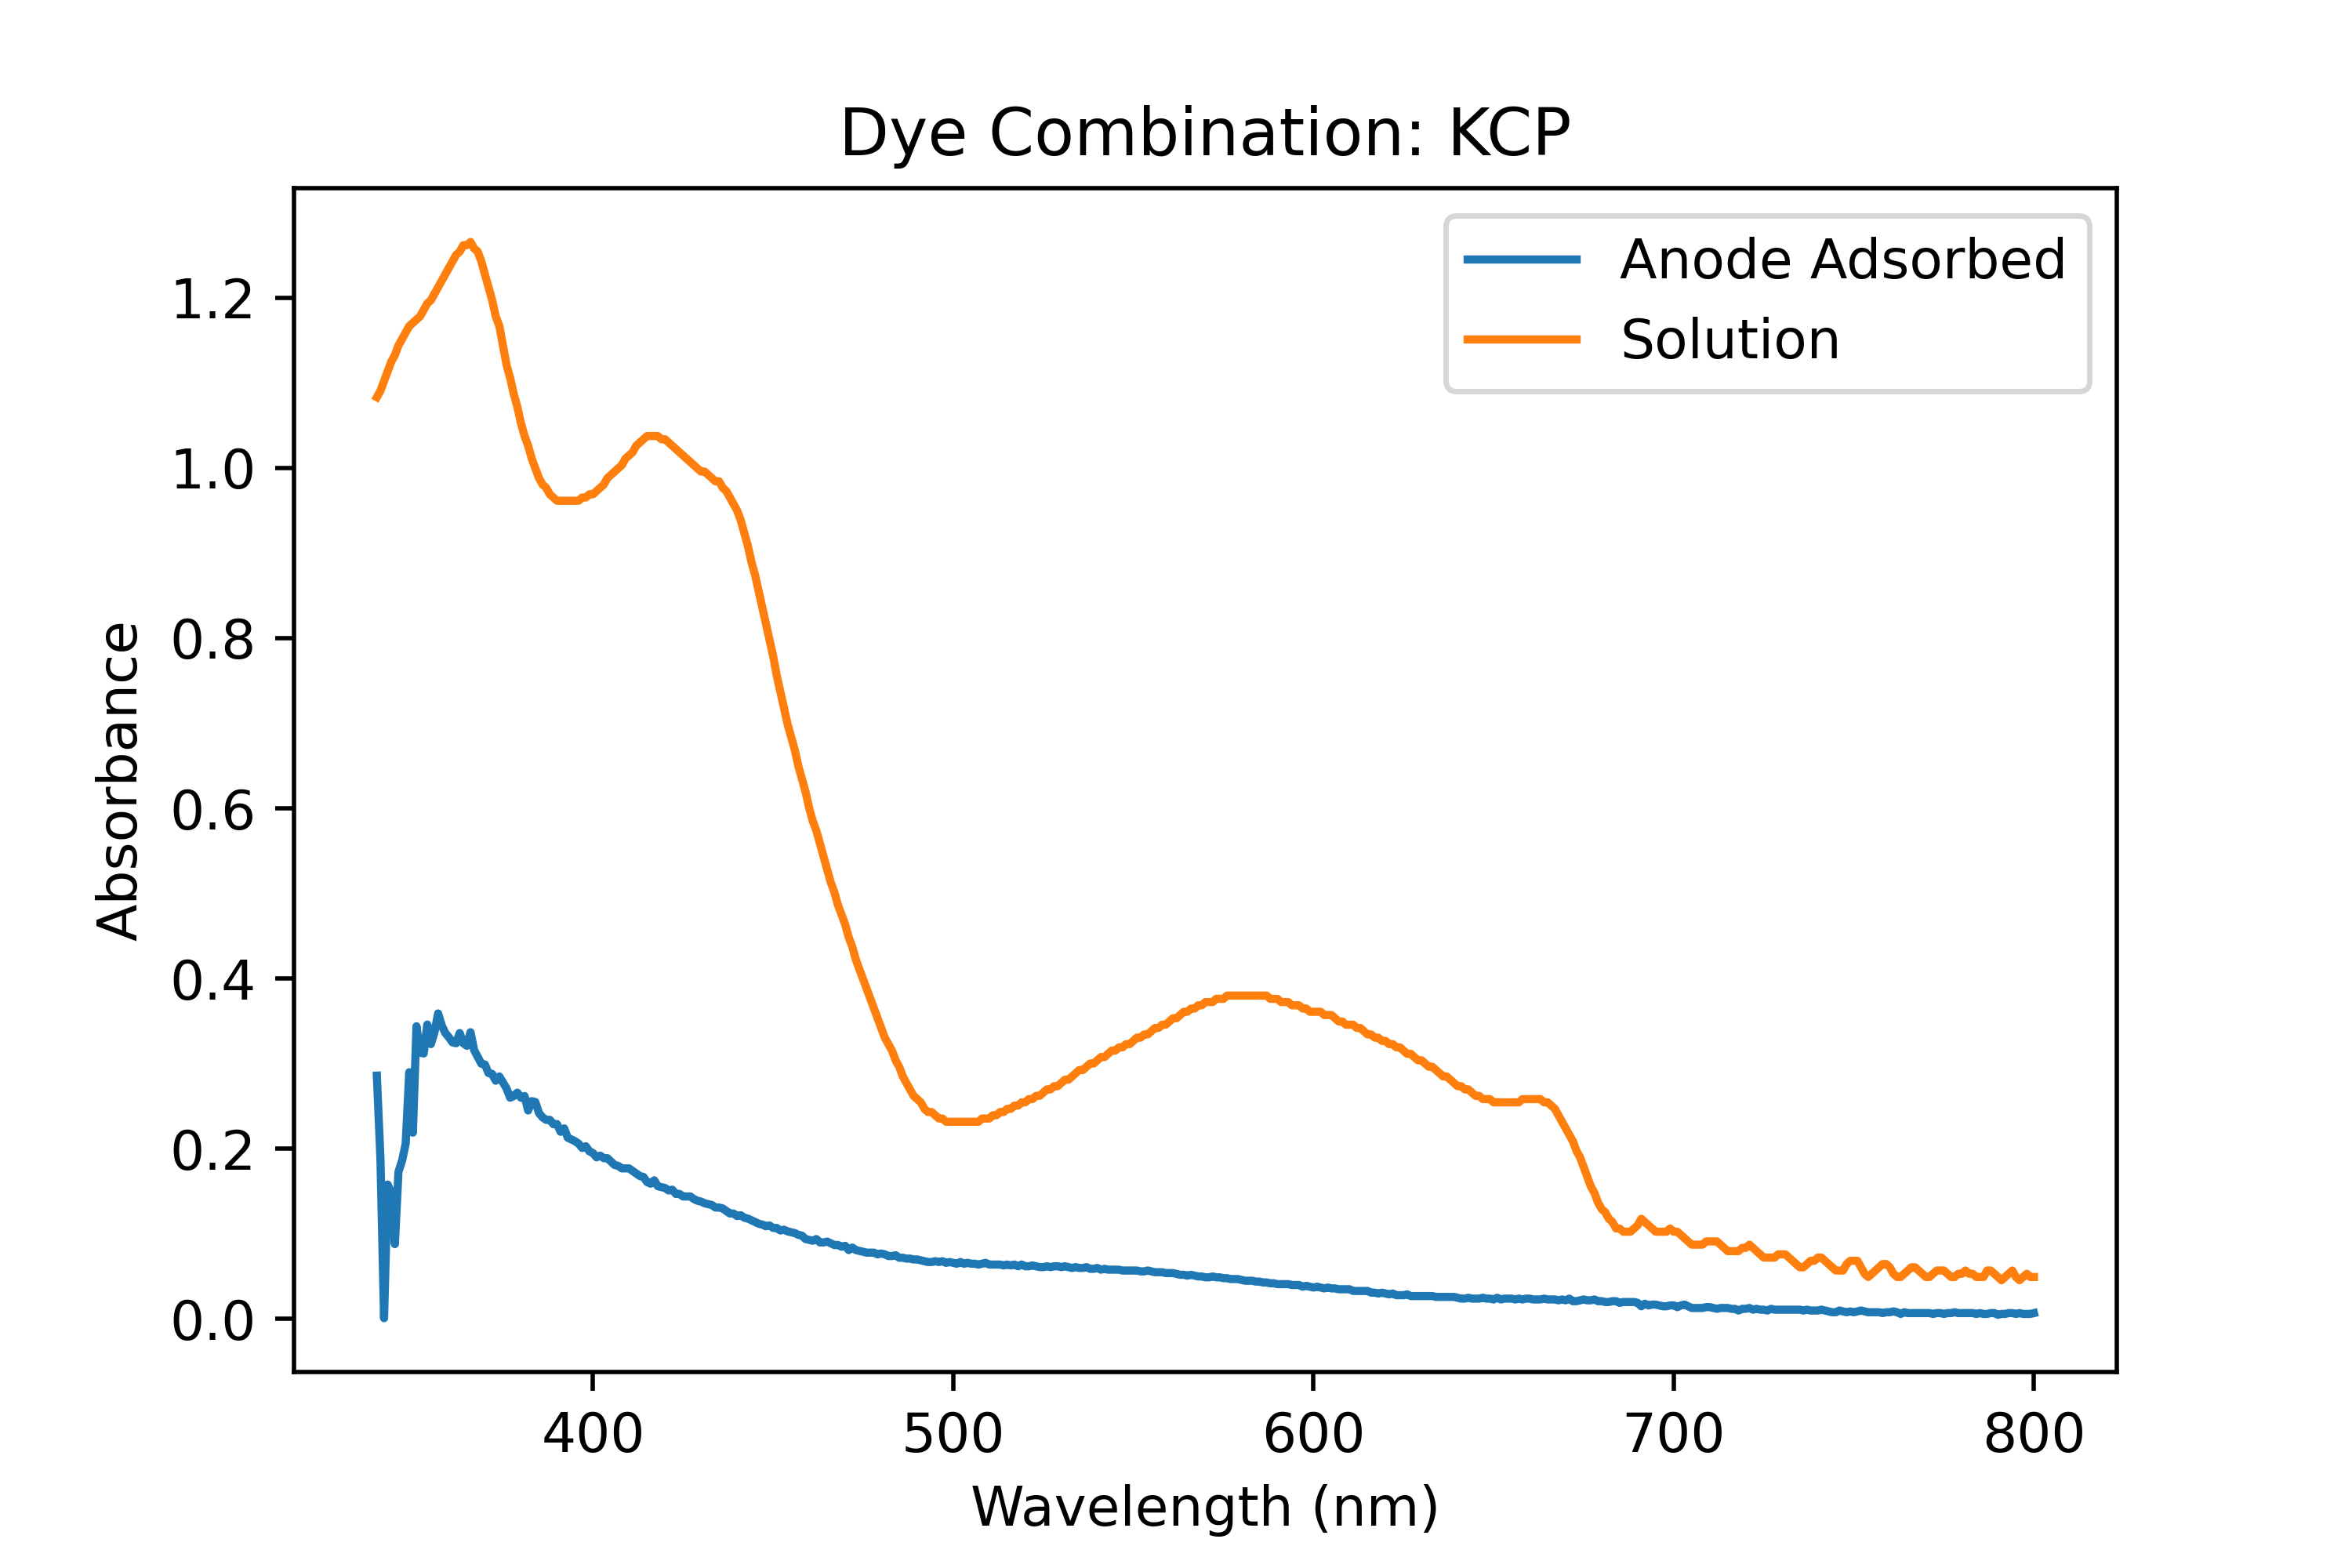 Dye Combination: KCP
Anode Adsorbed
Solution
1.2
1.0
0.8
0.6
0.4
0.2
0.0
Absorbance
400 500 600 700 800
Wavelength (nm)